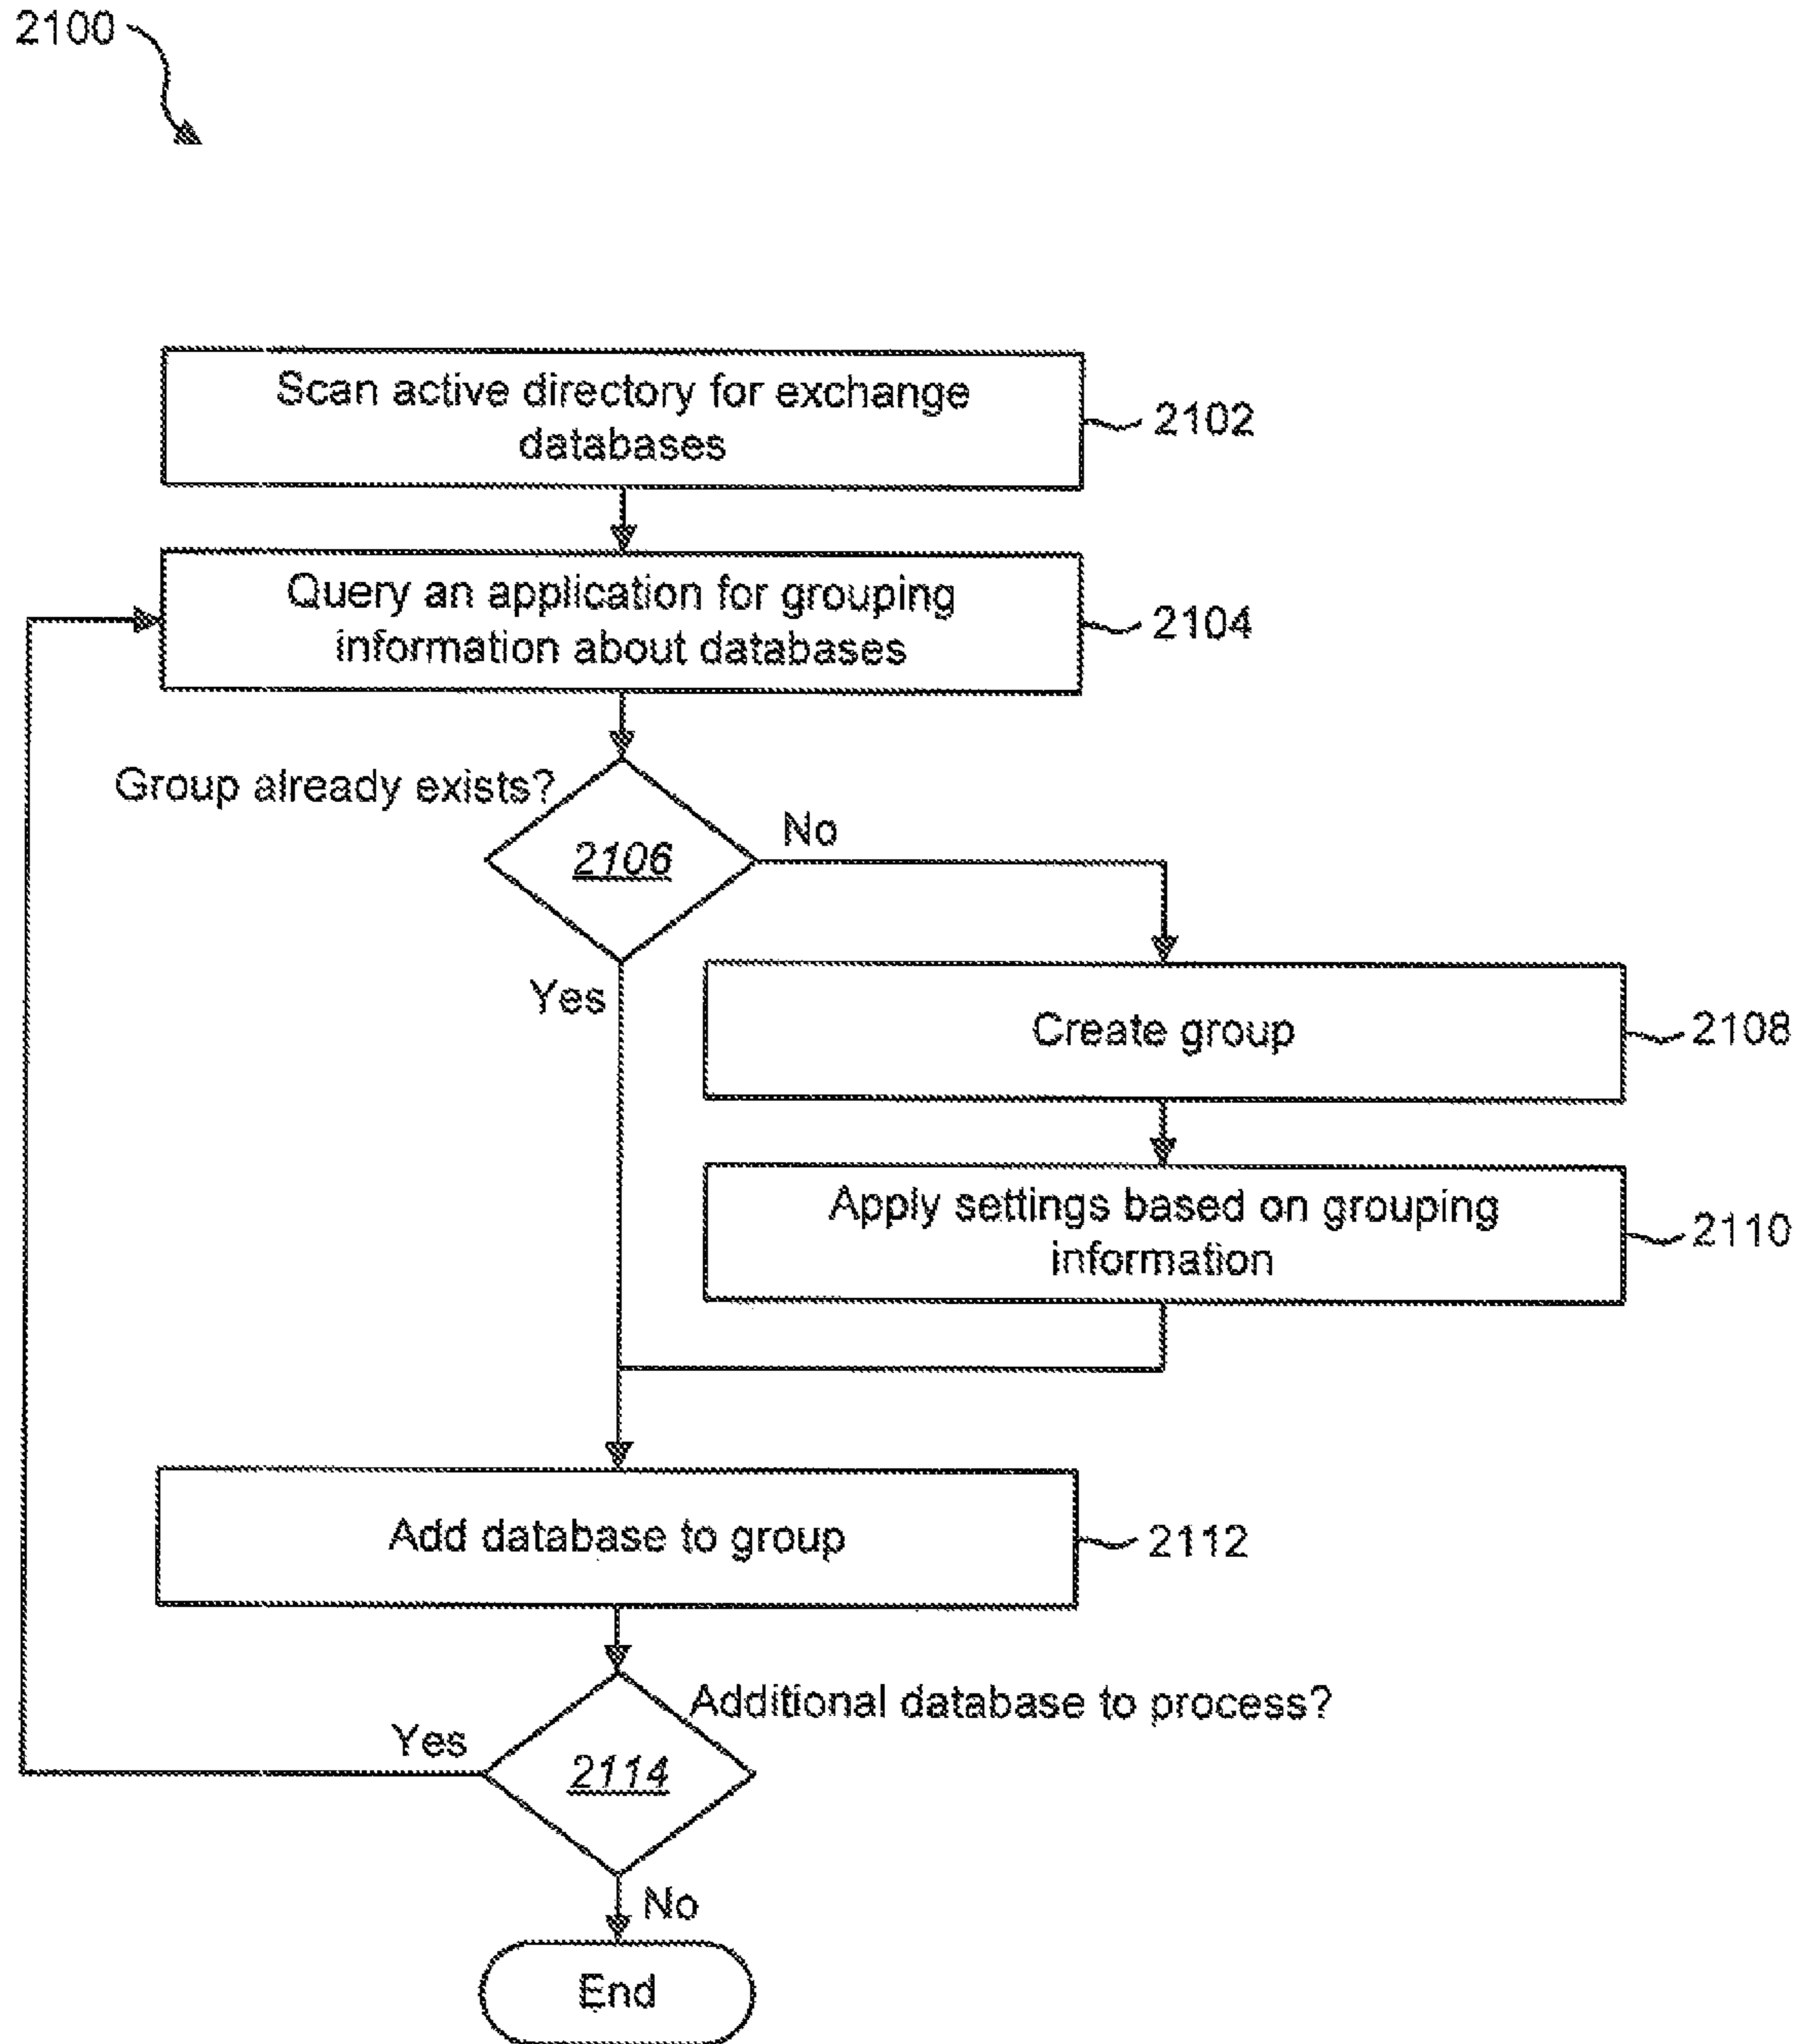 2100
Scan active directory for exchange
databases
2102
Query an application for grouping
information about databases
2104
Group already exists?
2106
No
Yes
Create group
2108
Apply settings based on grouping
information
2110
Add database to group
2112
Additional database to process?
Yes
2114
No
End